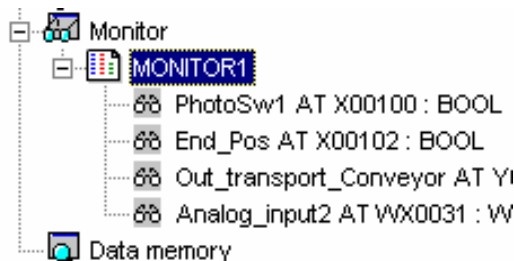 Monitor
MONITOR1
PhotoSw1 AT X00100 : BOOL
End_Pos AT X00102 : BOOL
Out_transport_Conveyor AT
Analog_input2 AT WX0031 :
Data memory